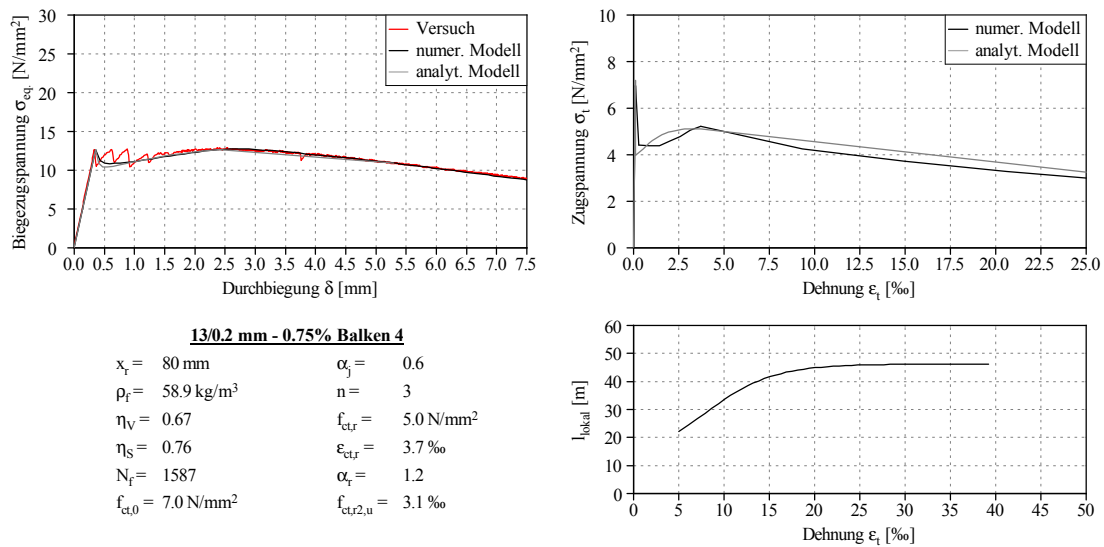 Biegezugspannung σeq. [N/mm²]
30
25
20
15
10
5
0
0.0 0.5 1.0 1.5 2.0 2.5 3.0 3.5 4.0 4.5 5.0 5.5 6.0 6.5 7.0 7.5
Durchbiegung δ [mm]
Versuch
numer. Modell
analyt. Modell
Zugspannung σt [N/mm²]
10
8
6
4
2
0
0.0 2.5 5.0 7.5 10.0 12.5 15.0 17.5 20.0 22.5 25.0
Dehnung εt [‰]
numer. Modell
analyt. Modell
13/0.2 mm - 0.75% Balken 4
xr = 80 mm αj = 0.6
ρf = 58.9 kg/m³ n = 3
ηV = 0.67 fct,r = 5.0 N/mm²
ηS = 0.76 εct,r = 3.7 ‰
Nf = 1587 αr = 1.2
fct,0 = 7.0 N/mm² fct,r2,u = 3.1 ‰
llokal [m]
60
50
40
30
20
10
0
0 5 10 15 20 25 30 35 40 45 50
Dehnung εt [‰]